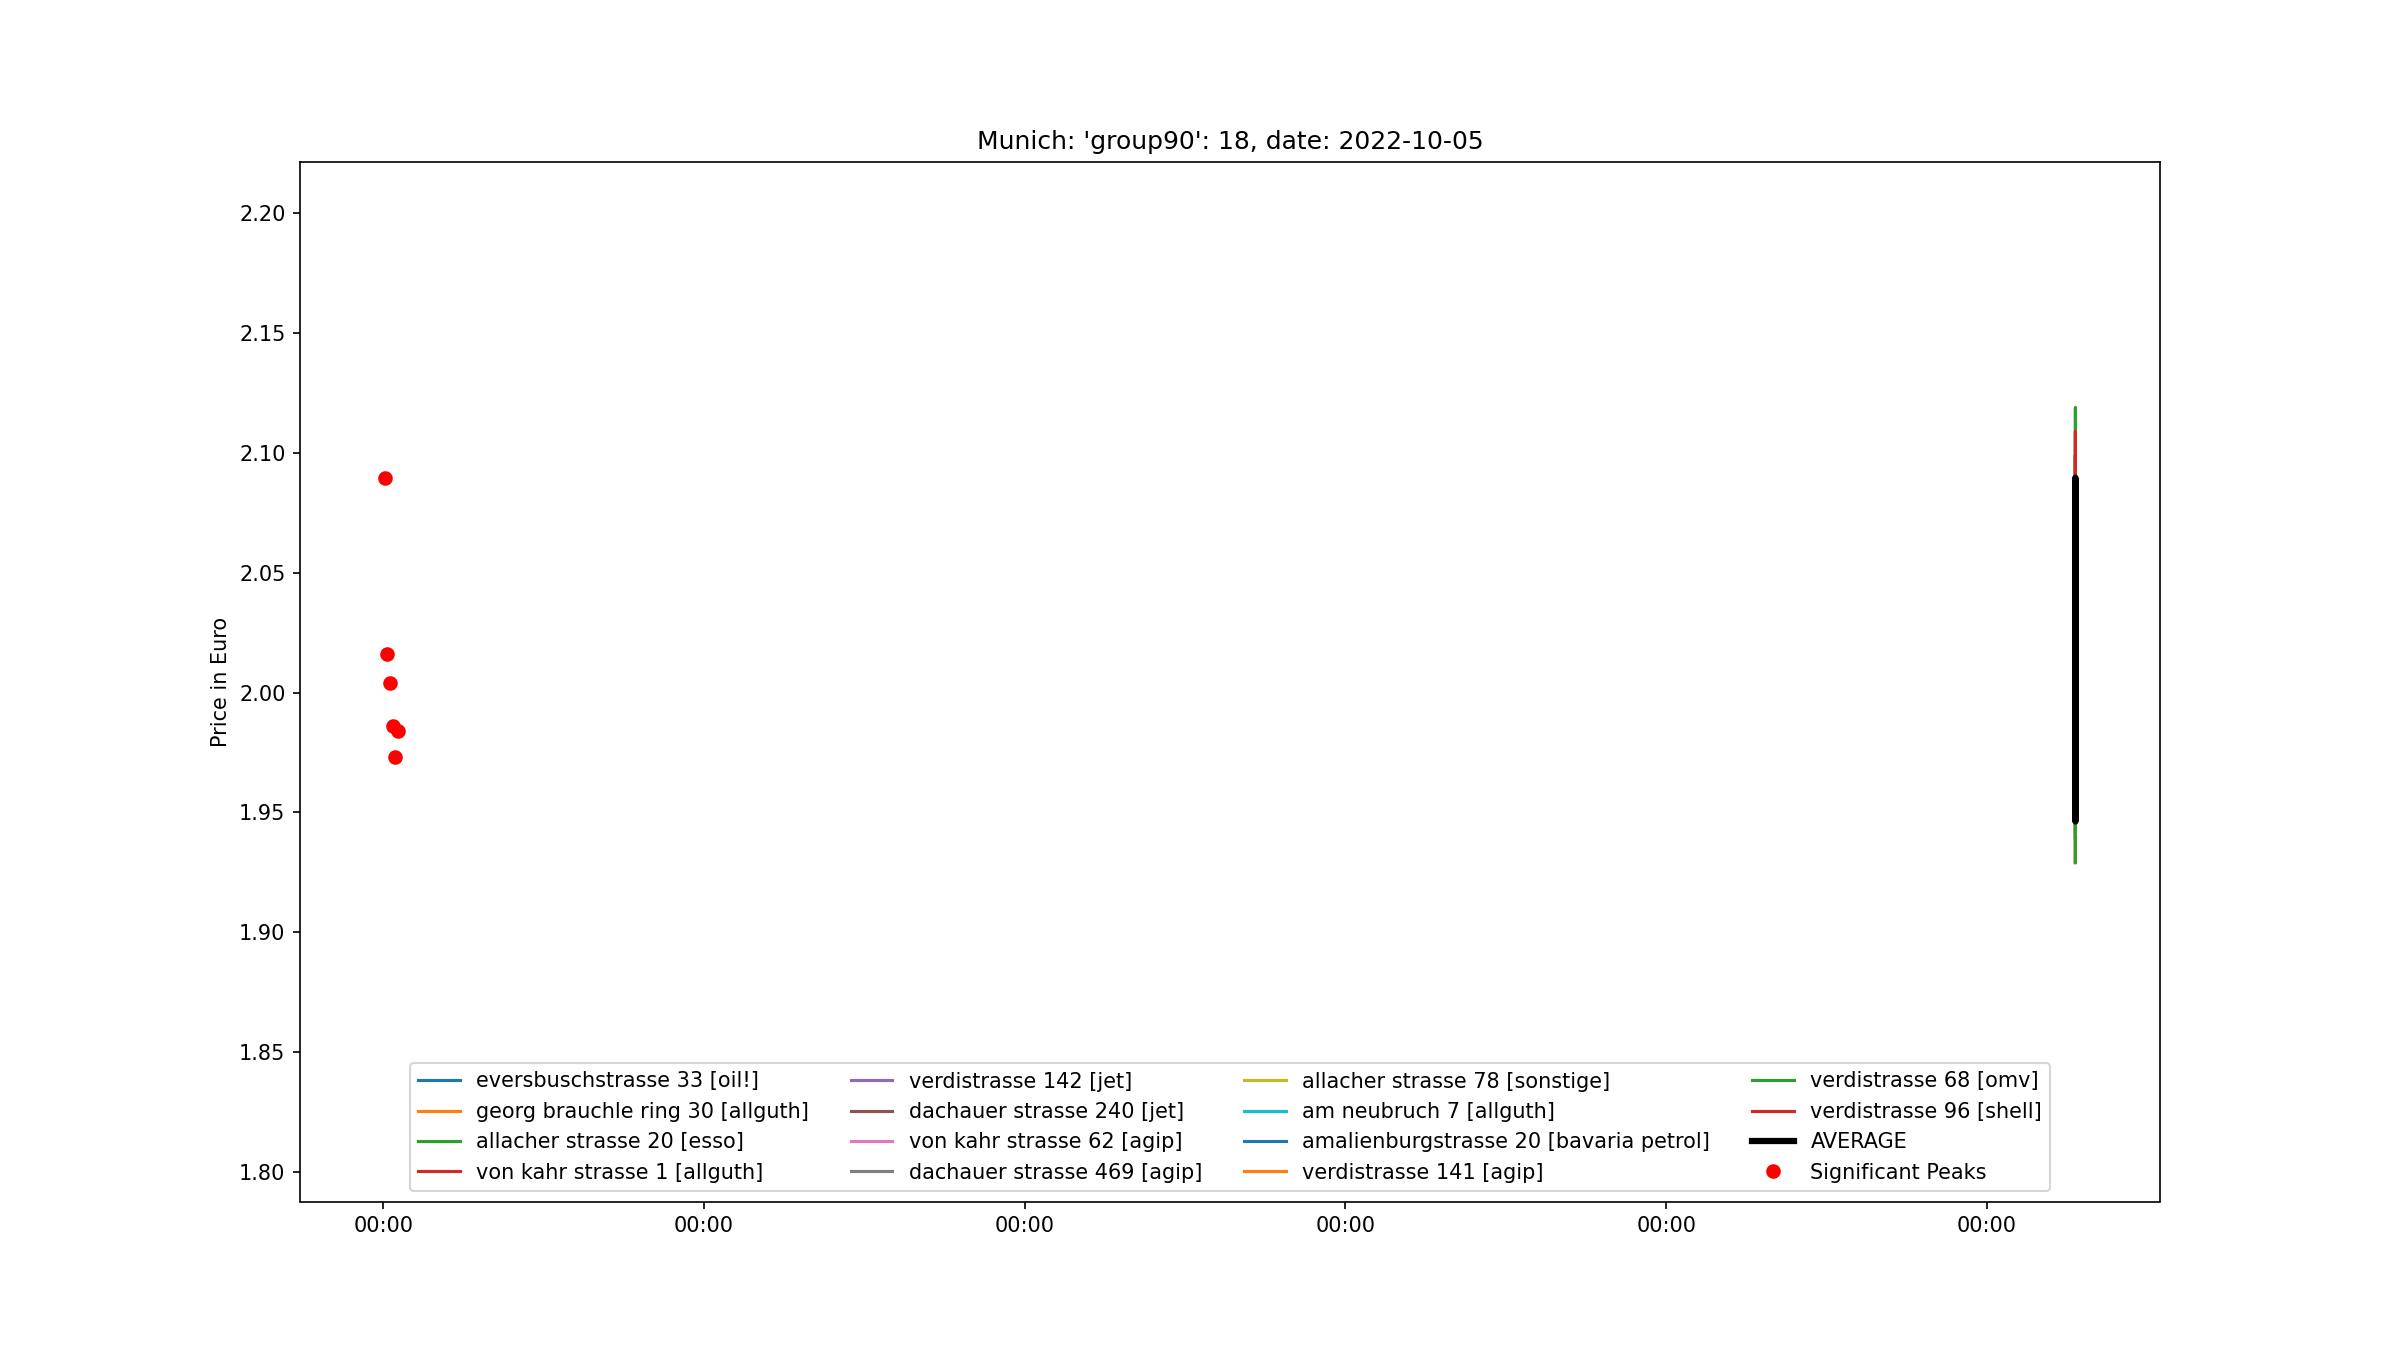 Munich: 'group90': 18, date: 2022-10-05
2.20
2.15
2.10
2.05
2.00
1.95
1.90
1.85
1.80
Price in Euro
eversbuschstrasse 33 [oil!]
georg brauchle ring 30 [allguth]
allacher strasse 20 [esso]
von kahr strasse 1 [allguth]
verdistrasse 142 [jet]
dachauer strasse 240 [jet]
von kahr strasse 62 [agip]
dachauer strasse 469 [agip]
allacher strasse 78 [sonstige]
am neubruch 7 [allguth]
amalienburgstrasse 20 [bavaria petrol]
verdistrasse 141 [agip]
verdistrasse 68 [omv]
verdistrasse 96 [shell]
AVERAGE
Significant Peaks
00:00 00:00 00:00 00:00 00:00 00:00